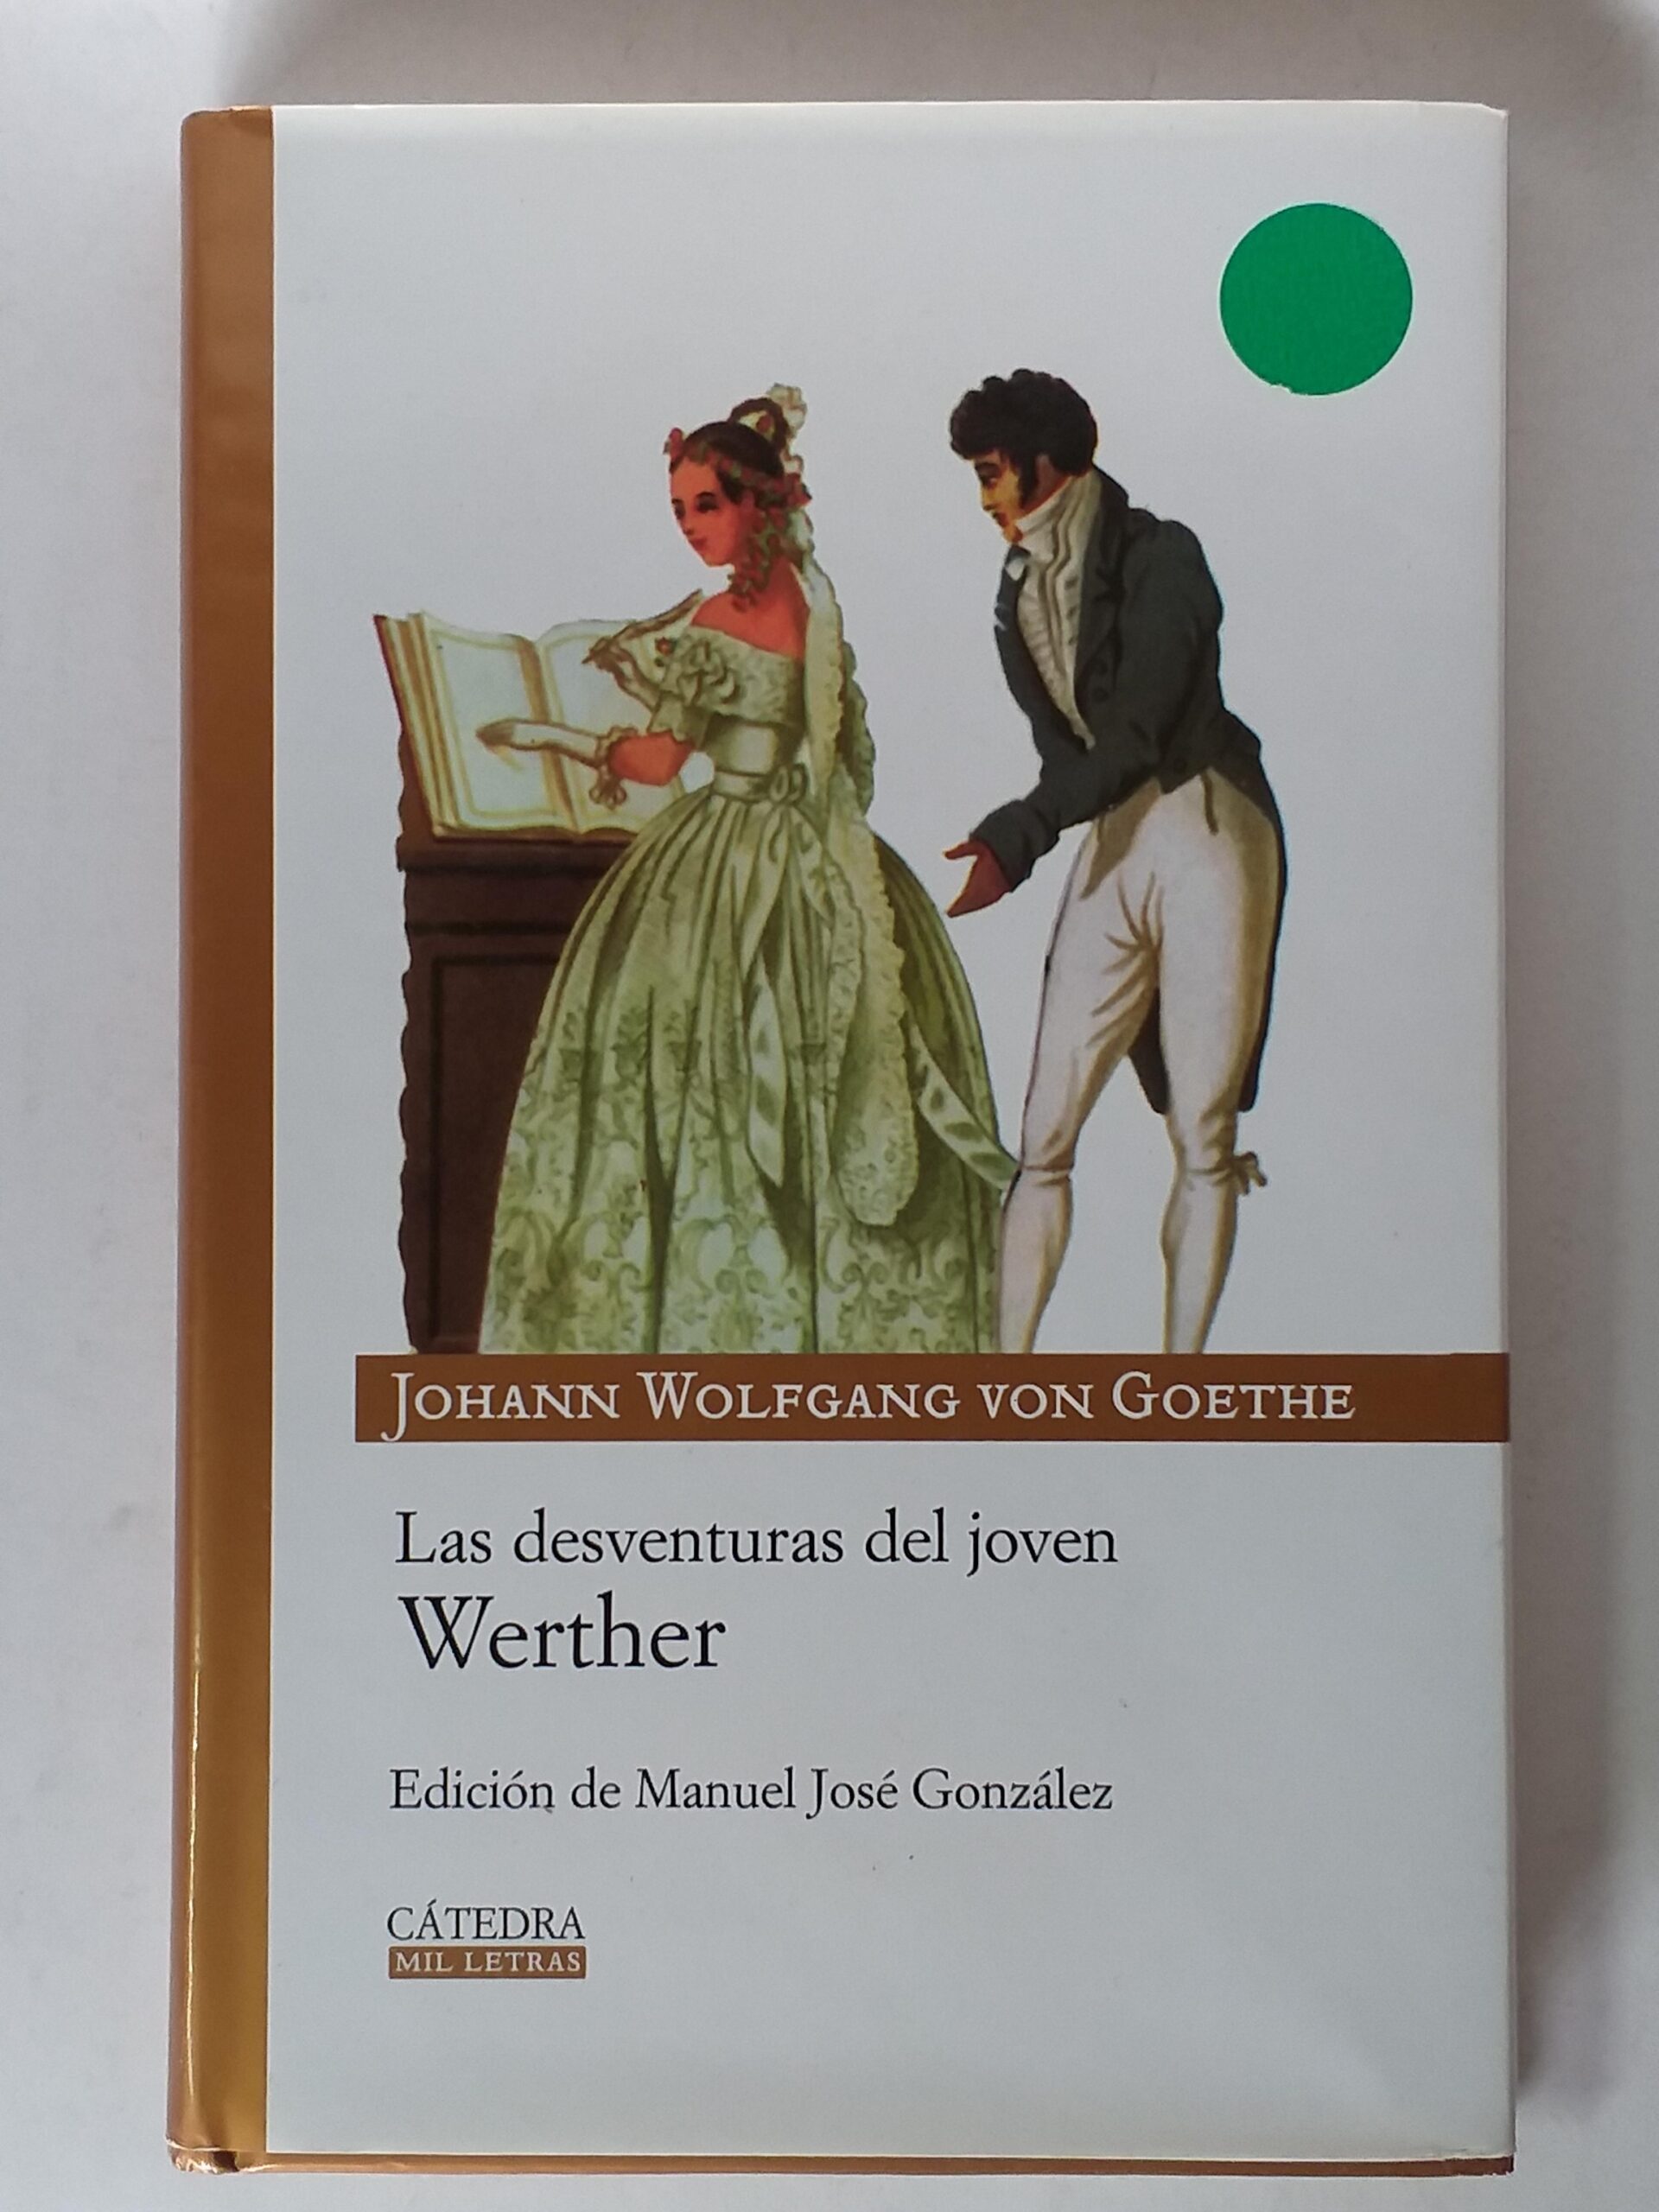 Johann Wolfgang von Goethe
Las desventuras del joven
Werther
Edición de Manuel José González
CÁTEDRA
MIL LETRAS